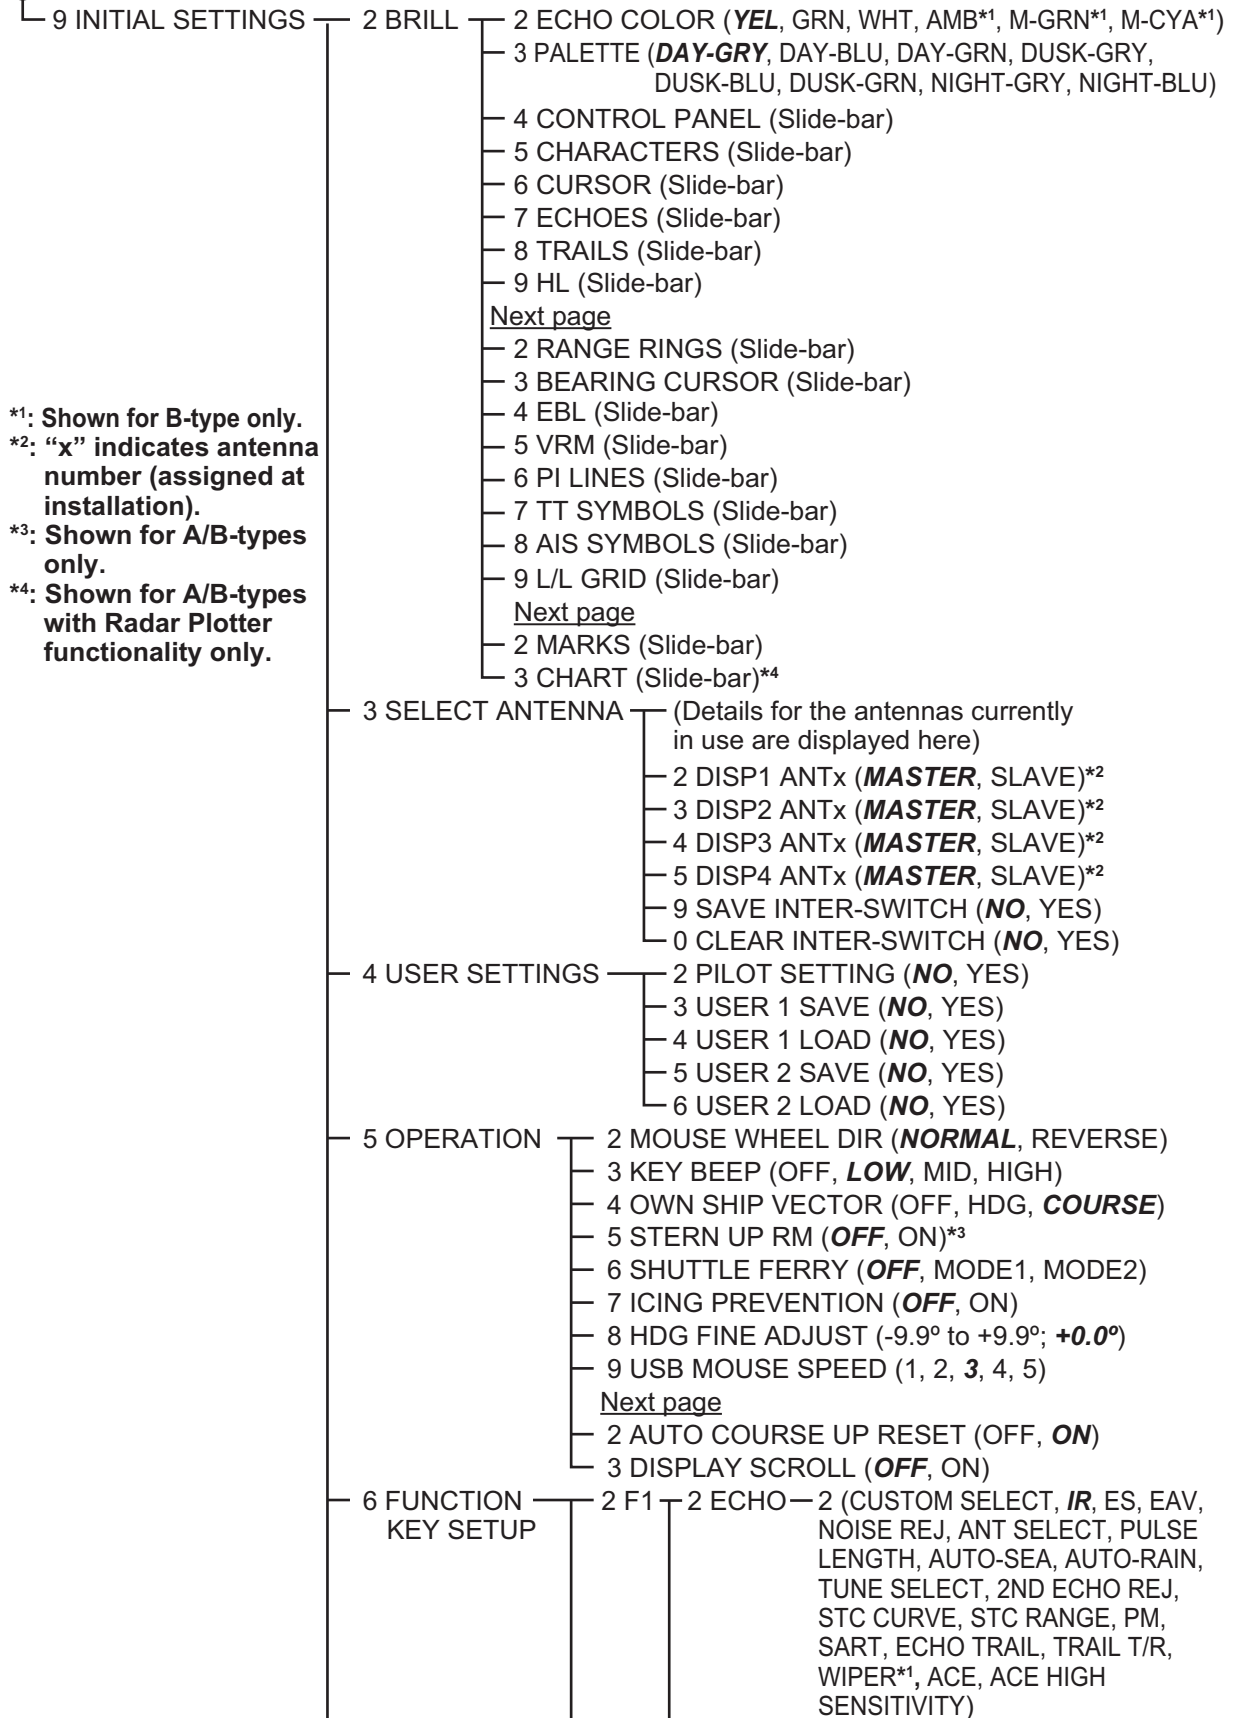 9 INITIAL SETTINGS
2 BRILL
2 ECHO COLOR (YEL, GRN, WHT, AMB*1, M-GRN*1, M-CYA*1)
3 PALETTE (DAY-GRY, DAY-BLU, DAY-GRN, DUSK-GRY,
DUSK-BLU, DUSK-GRN, NIGHT-GRY, NIGHT-BLU)
4 CONTROL PANEL (Slide-bar)
5 CHARACTERS (Slide-bar)
6 CURSOR (Slide-bar)
7 ECHOES (Slide-bar)
8 TRAILS (Slide-bar)
9 HL (Slide-bar)
Next page
2 RANGE RINGS (Slide-bar)
3 BEARING CURSOR (Slide-bar)
4 EBL (Slide-bar)
5 VRM (Slide-bar)
6 PI LINES (Slide-bar)
7 TT SYMBOLS (Slide-bar)
8 AIS SYMBOLS (Slide-bar)
9 L/L GRID (Slide-bar)
Next page
2 MARKS (Slide-bar)
3 CHART (Slide-bar)*4
*1: Shown for B-type only.
*2: “x” indicates antenna
number (assigned at
installation).
*3: Shown for A/B-types
only.
*4: Shown for A/B-types
with Radar Plotter
functionality only.
3 SELECT ANTENNA
(Details for the antennas currently
in use are displayed here)
2 DISP1 ANTx (MASTER, SLAVE)*2
3 DISP2 ANTx (MASTER, SLAVE)*2
4 DISP3 ANTx (MASTER, SLAVE)*2
5 DISP4 ANTx (MASTER, SLAVE)*2
9 SAVE INTER-SWITCH (NO, YES)
0 CLEAR INTER-SWITCH (NO, YES)
4 USER SETTINGS
2 PILOT SETTING (NO, YES)
3 USER 1 SAVE (NO, YES)
4 USER 1 LOAD (NO, YES)
5 USER 2 SAVE (NO, YES)
6 USER 2 LOAD (NO, YES)
5 OPERATION
2 MOUSE WHEEL DIR (NORMAL, REVERSE)
3 KEY BEEP (OFF, LOW, MID, HIGH)
4 OWN SHIP VECTOR (OFF, HDG, COURSE)
5 STERN UP RM (OFF, ON)*3
6 SHUTTLE FERRY (OFF, MODE1, MODE2)
7 ICING PREVENTION (OFF, ON)
8 HDG FINE ADJUST (-9.9º to +9.9º; +0.0º)
9 USB MOUSE SPEED (1, 2, 3, 4, 5)
Next page
2 AUTO COURSE UP RESET (OFF, ON)
3 DISPLAY SCROLL (OFF, ON)
6 FUNCTION
KEY SETUP
2 F1
2 ECHO
2 (CUSTOM SELECT, IR, ES, EAV,
NOISE REJ, ANT SELECT, PULSE
LENGTH, AUTO-SEA, AUTO-RAIN,
TUNE SELECT, 2ND ECHO REJ,
STC CURVE, STC RANGE, PM,
SART, ECHO TRAIL, TRAIL T/R,
WIPER*1, ACE, ACE HIGH
SENSITIVITY)